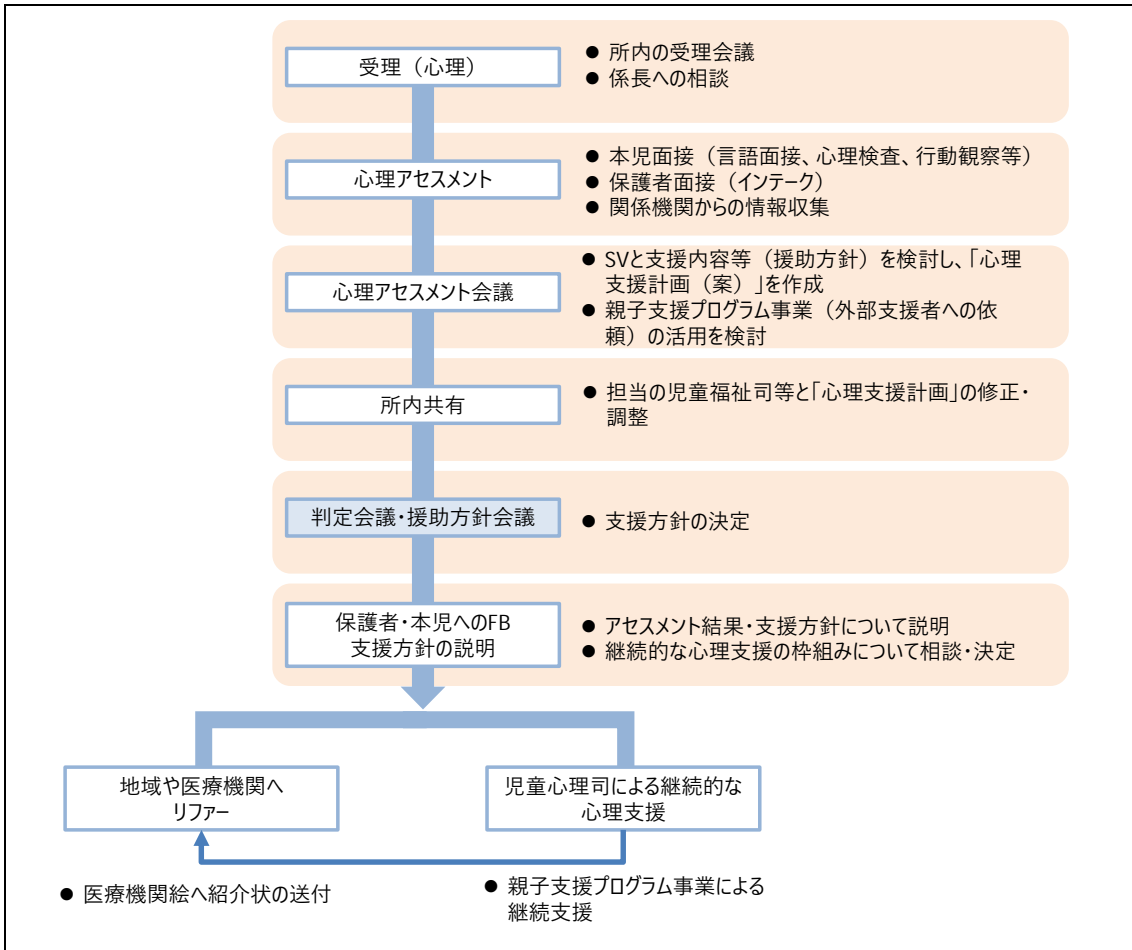 受理（心理）
● 所内の受理会議
● 係長への相談
心理アセスメント
● 本児面接（言語面接、心理検査、行動観察等）
● 保護者面接（インテーク）
● 関係機関からの情報収集
心理アセスメント会議
● SVと支援内容等（援助方針）を検討し、「心理
支援計画（案）」を作成
● 親子支援プログラム事業（外部支援者への依
頼）の活用を検討
所内共有
● 担当の児童福祉司等と「心理支援計画」の修正・
調整
判定会議・援助方針会議
● 支援方針の決定
保護者・本児へのFB
支援方針の説明
● アセスメント結果・支援方針について説明
● 継続的な心理支援の枠組みについて相談・決定
地域や医療機関へ
リファー
児童心理司による継続的な
心理支援
● 医療機関絵へ紹介状の送付
● 親子支援プログラム事業による
継続支援